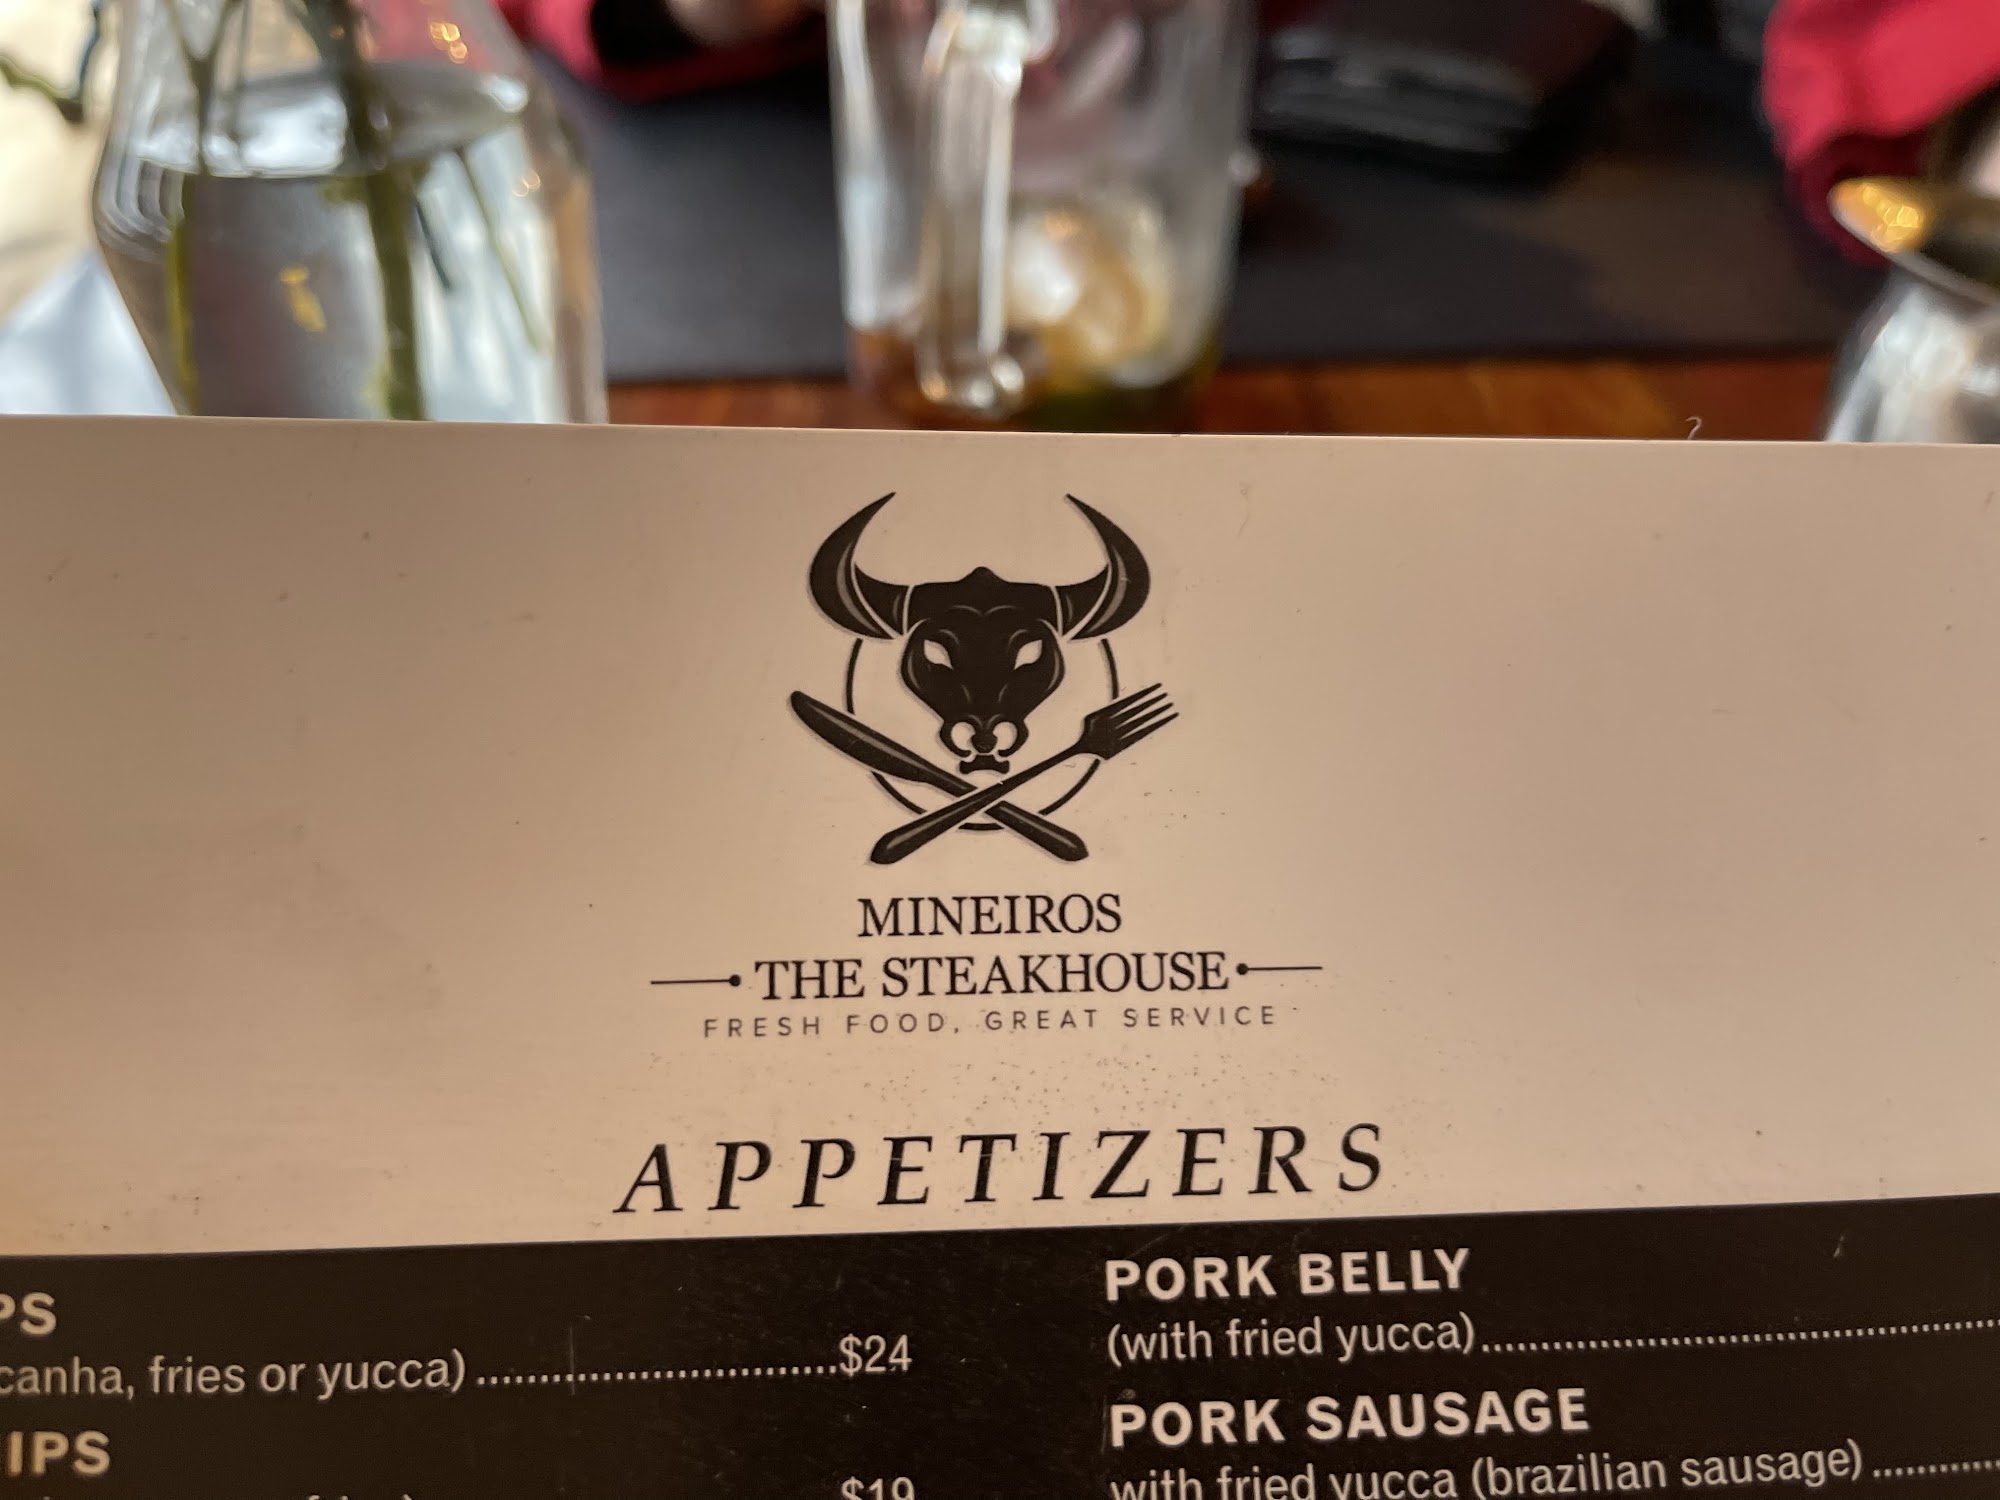 MINEIROS
THE STEAKHOUSE
FRESH FOOD, GREAT SERVICE
APPETIZERS
PS
canha, fries or yucca)....................................$24
IPS
$19
PORK BELLY
(with fried yucca)....................................................
PORK SAUSAGE
with fried yucca (brazilian sausage).............